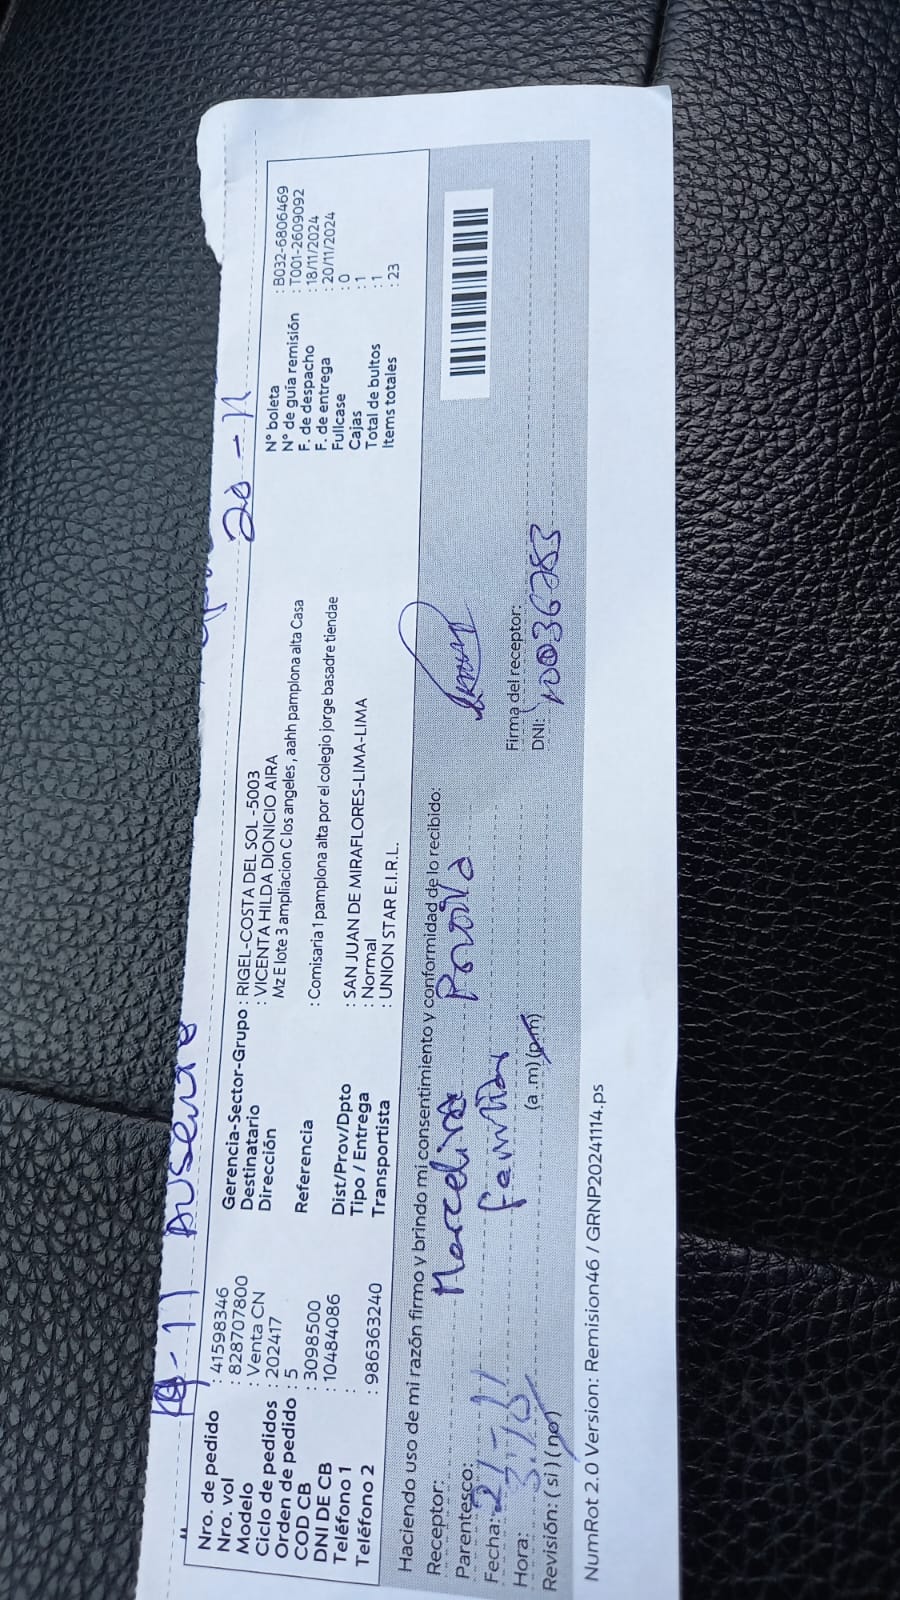 19-11 Ausente
20-11
Nro. de pedido : 41598346
Nro. vol : 828707800
Modelo : Venta CN
Ciclo de pedidos : 202417
Orden de pedido : 5
COD CB : 3098500
DNI DE CB : 10484086
Teléfono 1 :
Teléfono 2 : 986363240
Gerencia-Sector-Grupo : RIGEL-COSTA DEL SOL -5003
Destinatario : VICENTA HILDA DIONICIO AIRA
Dirección Mz E lote 3 ampliacion C los angeles , aahh pamplona alta Casa
Referencia : Comisaria 1 pamplona alta por el colegio jorge basadre tiendae
Dist/Prov/Dpto : SAN JUAN DE MIRAFLORES-LIMA-LIMA
Tipo / Entrega : Normal
Transportista : UNION STAR E.I.R.L.
N° boleta : B032-6806469
N° de guía remisión : T001-2609092
F. de despacho : 18/11/2024
F. de entrega : 20/11/2024
Fullcase : 0
Cajas : 1
Total de bultos : 1
Items totales : 23
Haciendo uso de mi razón firmo y brindo mi consentimiento y conformidad de lo recibido:
Receptor: Marcelina
Parentesco: familiar
Fecha:
Hora: (a .m) (pm)
Revisión: ( si ) ( no )
Firma del receptor:
DNI: 10036283
NumRot 2.0 Version: Remision46 / GRNP20241114.ps